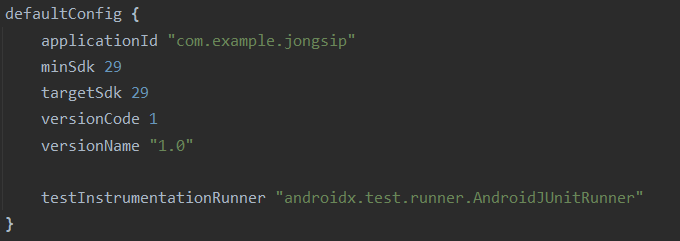 defaultConfig {
applicationId "com.example.jongsip"
minSdk 29
targetSdk 29
versionCode 1
versionName "1.0"
testInstrumentationRunner "androidx.test.runner.AndroidJUnitRunner"
}